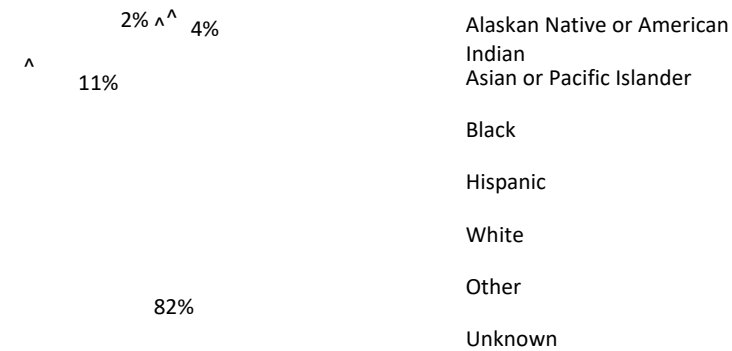 2% ^ ^ 4%
^
11%
82%
Alaskan Native or American
Indian
Asian or Pacific Islander
Black
Hispanic
White
Other
Unknown